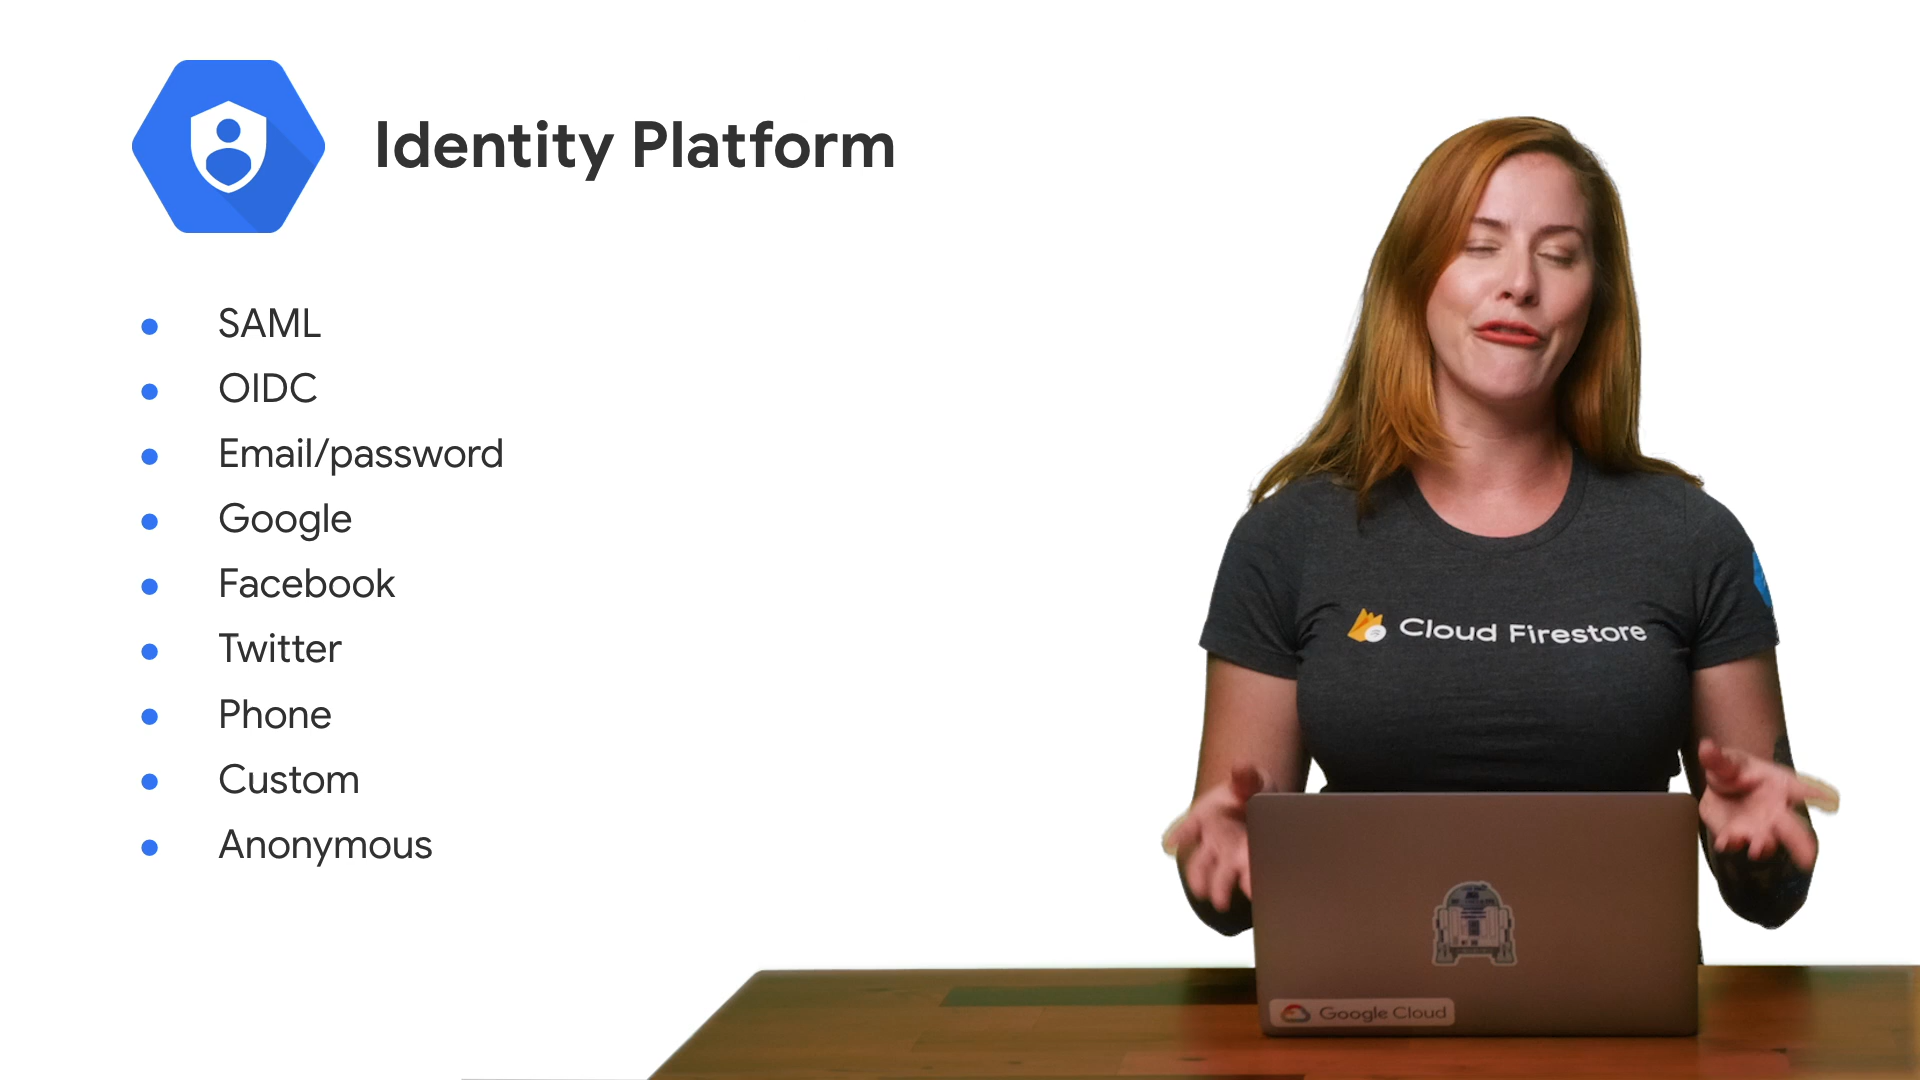 Identity Platform
SAML
OIDC
Email/password
Google
Facebook
Twitter
Phone
Custom
Anonymous
Cloud Firestore
Google Cloud